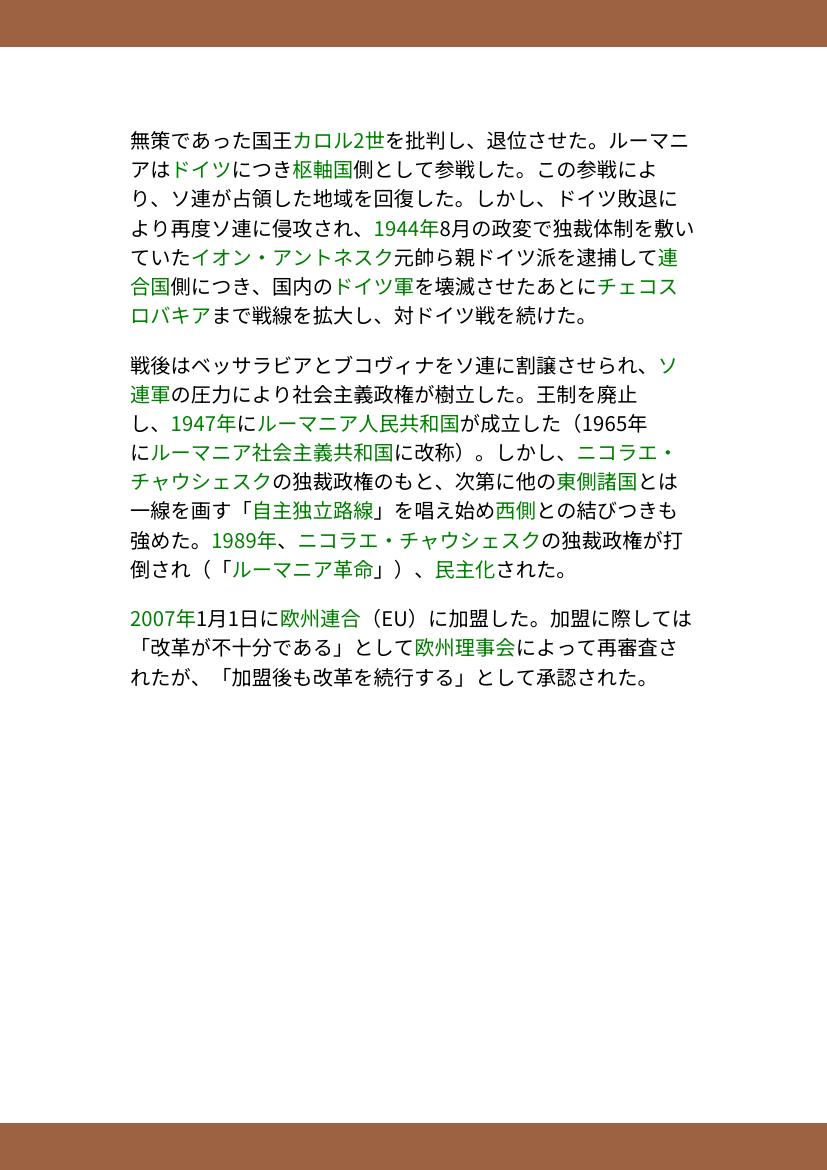 無策であった国王カロル2世を批判し、退位させた。ルーマニ
アはドイツにつき枢軸国側として参戦した。この参戦によ
り、ソ連が占領した地域を回復した。しかし、ドイツ敗退に
より再度ソ連に侵攻され、1944年8月の政変で独裁体制を敷い
ていたイオン・アントネスク元帥ら親ドイツ派を逮捕して連
合国側につき、国内のドイツ軍を壊滅させたあとにチェコス
ロバキアまで戦線を拡大し、対ドイツ戦を続けた。
戦後はベッサラビアとブコヴィナをソ連に割譲させられ、ソ
連軍の圧力により社会主義政権が樹立した。王制を廃止
し、1947年にルーマニア人民共和国が成立した（1965年
にルーマニア社会主義共和国に改称）。しかし、ニコラエ・
チャウシェスクの独裁政権のもと、次第に他の東側諸国とは
一線を画す「自主独立路線」を唱え始め西側との結びつきも
強めた。1989年、ニコラエ・チャウシェスクの独裁政権が打
倒され（「ルーマニア革命」）、民主化された。
2007年1月1日に欧州連合（EU）に加盟した。加盟に際しては
「改革が不十分である」として欧州理事会によって再審査さ
れたが、「加盟後も改革を続行する」として承認された。